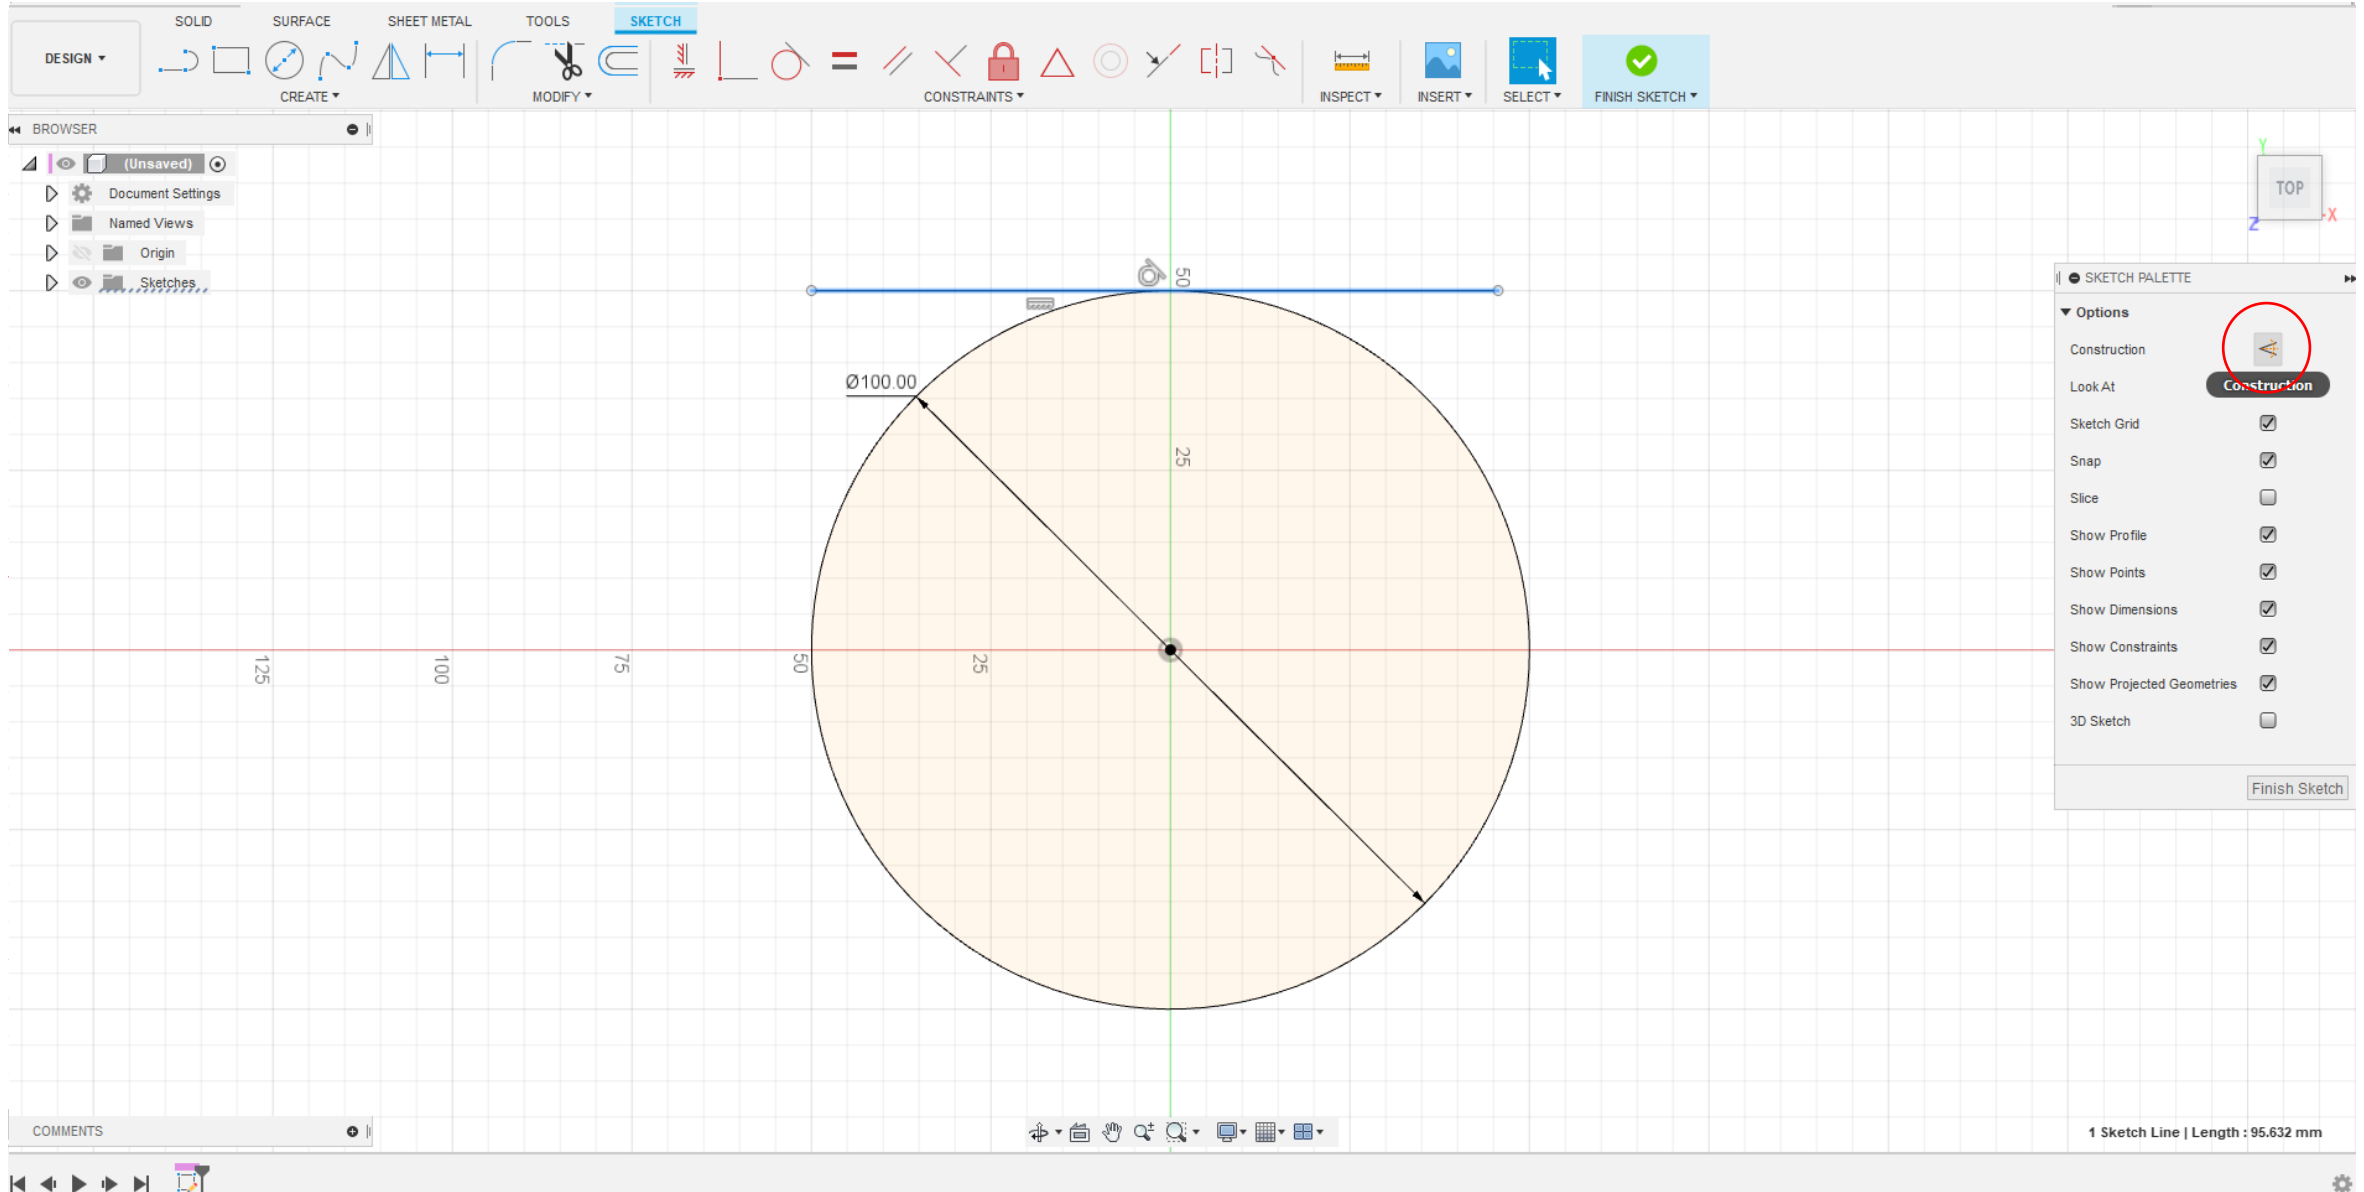 SOLID SURFACE SHEET METAL TOOLS SKETCH
DESIGN
CREATE MODIFY CONSTRAINTS INSPECT INSERT SELECT FINISH SKETCH
BROWSER
(Unsaved)
Document Settings
Named Views
Origin
Sketches
Y
TOP
X
Z
SKETCH PALETTE
Options
Construction
Look At
Construction
Sketch Grid
Snap
Slice
Show Profile
Show Points
Show Dimensions
Show Constraints
Show Projected Geometries
3D Sketch
Finish Sketch
50
Ø100.00
25
125 100 75 50 25
COMMENTS
1 Sketch Line | Length : 95.632 mm